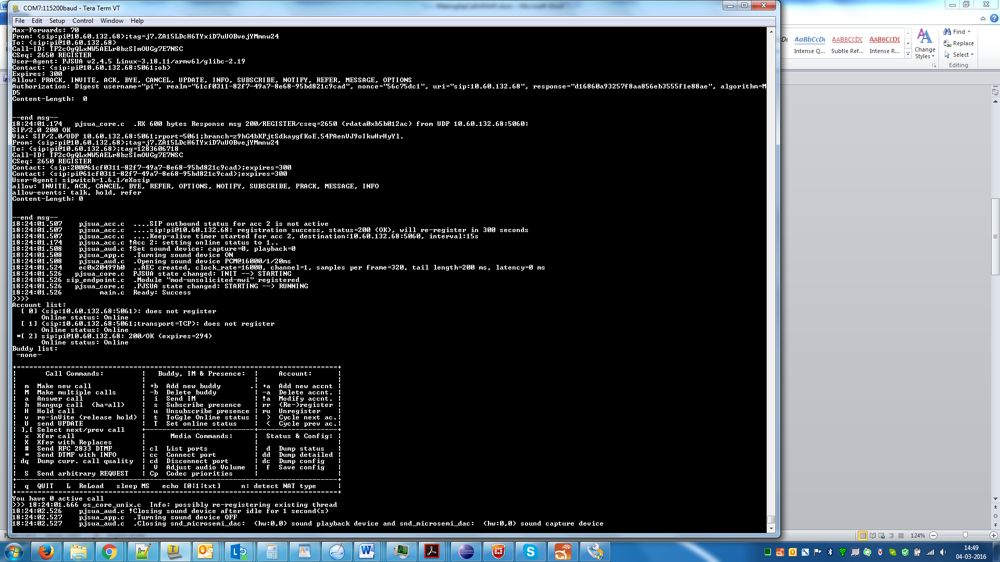 COM7:115200baud - Tera Term VT
File Edit Setup Control Window Help
Max-Forwards: 70
From: <sip:pi@10.60.132.68>;tag=j7.ZA15LDcH6TYxiD7uUOBvejYMmnw24
To: <sip:pi@10.60.132.68>
Call-ID: TF2cOgQLxNW5AELr8bzSImOUGg7E7NSC
CSeq: 2650 REGISTER
User-Agent: PJSUA v2.4.5 Linux-3.18.11/armv6l/glibc-2.19
Contact: <sip:pi@10.60.132.68:5061;ob>
Expires: 300
Allow: PRACK, INVITE, ACK, BYE, CANCEL, UPDATE, INFO, SUBSCRIBE, NOTIFY, REFER, MESSAGE, OPTIONS
Authorization: Digest username="pi", realm="61cf0311-82f7-49a7-8e68-95bd821c9cad", nonce="56c75dc1", uri="sip:10.60.132.68", response="d16860a93257f8aa856eb3555f1e88ae", algorithm=M
D5
Content-Length:  0
--end msg--
18:24:01.174   pjsua_core.c  .RX 600 bytes Response msg 200/REGISTER/cseq=2650 (rdata0xb5b012ac) from UDP 10.60.132.68:5060:
SIP/2.0 200 OK
Via: SIP/2.0/UDP 10.60.132.68:5061;rport=5061;branch=z9hG4bKPjtSdkaygfKoE.54PAenVJ9oIkwHrHyYl.
From: <sip:pi@10.60.132.68>;tag=j7.ZA15LDcH6TYxiD7uUOBvejYMmnw24
To: <sip:pi@10.60.132.68>;tag=1283606718
Call-ID: TF2cOgQLxNW5AELr8bzSImOUGg7E7NSC
CSeq: 2650 REGISTER
Contact: <sip:200@61cf0311-82f7-49a7-8e68-95bd821c9cad>;expires=300
Contact: <sip:pi@61cf0311-82f7-49a7-8e68-95bd821c9cad>;expires=300
User-Agent: sipwitch-1.6.1/eXosip
allow: INVITE, ACK, CANCEL, BYE, REFER, OPTIONS, NOTIFY, SUBSCRIBE, PRACK, MESSAGE, INFO
allow-events: talk, hold, refer
Content-Length: 0
--end msg--
18:24:01.507    pjsua_acc.c  ....SIP outbound status for acc 2 is not active
18:24:01.507    pjsua_acc.c  ....sip:pi@10.60.132.68: registration success, status=200 (OK), will re-register in 300 seconds
18:24:01.507    pjsua_acc.c  ....Keep-alive timer started for acc 2, destination:10.60.132.68:5060, interval:15s
18:24:01.174    pjsua_acc.c !Acc 2: setting online status to 1..
18:24:01.508    pjsua_aud.c !Set sound device: capture=0, playback=0
18:24:01.508    pjsua_app.c  .Turning sound device ON
18:24:01.508    pjsua_aud.c  .Opening sound device PCM@16000/1/20ms
18:24:01.524    ec0x20499b0  ..AEC created, clock_rate=16000, channel=1, samples per frame=320, tail length=200 ms, latency=0 ms
18:24:01.526   pjsua_core.c  PJSUA state changed: INIT --> STARTING
18:24:01.526 sip_endpoint.c  .Module "mod-unsolicited-mwi" registered
18:24:01.526   pjsua_core.c  .PJSUA state changed: STARTING --> RUNNING
18:24:01.526         main.c  Ready: Success
>>>>
Account list:
[ 0] <sip:10.60.132.68:5061>: does not register
Online status: Online
[ 1] <sip:10.60.132.68:5061;transport=TCP>: does not register
Online status: Online
*[ 2] sip:pi@10.60.132.68: 200/OK (expires=294)
Online status: Online
Buddy list:
-none-
+=============================================================================+
| Call Commands: | Buddy, IM & Presence: | Account: |
| m Make new call | +b Add new buddy .| +a Add new accnt |
| M Make multiple calls | -b Delete buddy | -a Delete accnt. |
| a Answer call | i Send IM | !a Modify accnt. |
| h Hangup call (ha=all) | s Subscribe presence | rr (Re-)register |
| H Hold call | u Unsubscribe presence | ru Unregister |
| v re-inVite (release hold) | t ToGgle Online status | > Cycle next ac.|
| U send UPDATE | T Set online status | < Cycle prev ac.|
| ],[ Select next/prev call +--------------------------+-------------------+
| x Xfer call | Media Commands: | Status & Config: |
| X Xfer with Replaces | | |
| # Send RFC 2833 DTMF | cl List ports | d Dump status |
| * Send DTMF with INFO | cc Connect port | dd Dump detailed |
| dq Dump curr. call quality | cd Disconnect port | dc Dump config |
| | V Adjust audio Volume | f Save config |
| S Send arbitrary REQUEST | Cp Codec priorities | |
+-----------------------------------------------------------------------------+
| q QUIT L ReLoad sleep MS echo [0|1|txt] n: detect NAT type |
+=============================================================================+
You have 0 active call
>>> 18:24:01.666 os_core_unix.c  Info: possibly re-registering existing thread
18:24:02.526    pjsua_aud.c !Closing sound device after idle for 1 second(s)
18:24:02.527    pjsua_app.c  .Turning sound device OFF
18:24:02.527    pjsua_aud.c  .Closing snd_microsemi_dac:  (hw:0,0) sound playback device and snd_microsemi_dac:  (hw:0,0) sound capture device
AaBbCcDc AABBCCDC AABBCCDC
Intense Q... Subtle Ref... Intense R...
Change Styles
Find
Replace
Select
Editing
124%
14:49
04-03-2016